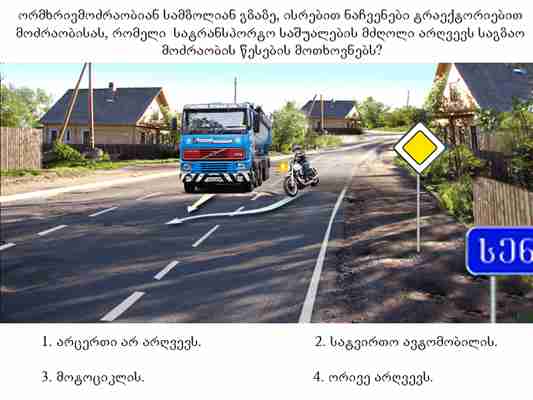 ორმხრივმოძრაობიან სამზოლიან გზაზე, ისრებით ნაჩვენები ტრაექტორიებით
მოძრაობისას, რომელი სატრანსპორტო საშუალების მძღოლი არღვევს საგზაო
მოძრაობის წესების მოთხოვნებს?
სენ
1. არცერთი არ არღვევს.
2. სატვირთო ავტომობილის.
3. მოტოციკლის.
4. ორივე არღვევს.